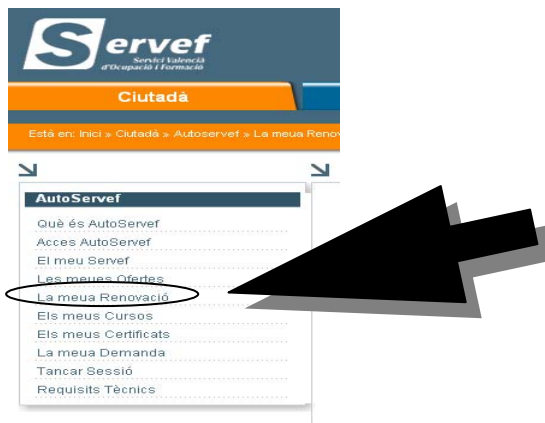 Servef
Servici Valencià
d'Ocupació i Formació
Ciutadà
Està en: Inici » Ciutadà » Autoservef » La meua Renov
AutoServef
Què és AutoServef
Acces AutoServef
El meu Servef
Les meues Ofertes
La meua Renovació
Els meus Cursos
Els meus Certificats
La meua Demanda
Tancar Sessió
Requisits Tècnics